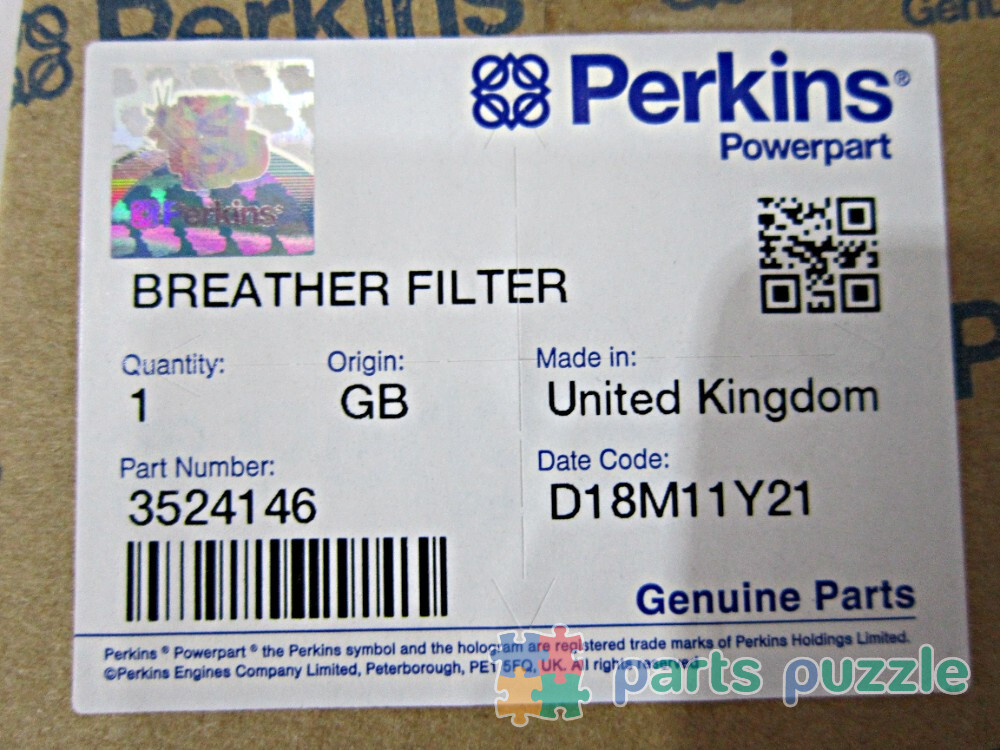 Perkins
Genu
Perkins®
Powerpart
Perkins
BREATHER FILTER
Quantity:
1
Origin:
GB
Made in:
United Kingdom
Part Number:
3524146
Date Code:
D18M11Y21
Genuine Parts
Perkins ® Powerpart ® the Perkins symbol and the hologram are registered trade marks of Perkins Holdings Limited.
©Perkins Engines Company Limited, Peterborough, PE1 5FQ, UK. All rights reserved
parts puzzle